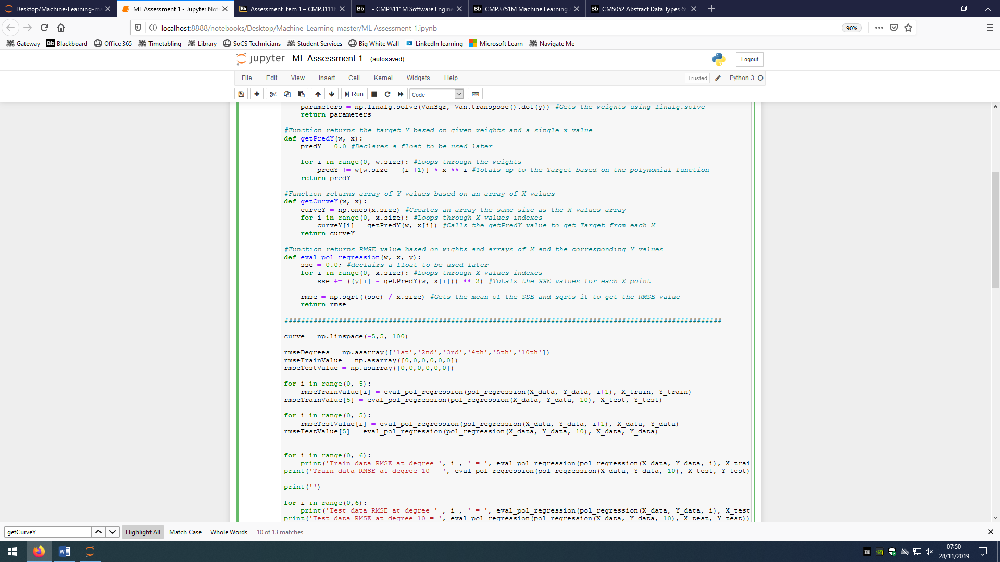 Desktop/Machine-Learning-ma
ML Assessment 1 - Jupyter Not
Assessment Item 1 – CMP3111M
_ - CMP3111M Software Engine
CMP3751M Machine Learning A
CMS052 Abstract Data Types &
localhost:8888/notebooks/Desktop/Machine-Learning-master/ML Assessment 1.ipynb
90%
Gateway
Bb Blackboard
Office 365
Timetabling
Library
SoCS Technicians
Student Services
Big White Wall
LinkedIn learning
Microsoft Learn
Navigate Me
jupyter ML Assessment 1 (autosaved)
Logout
File Edit View Insert Cell Kernel Widgets Help
Trusted Python 3
Run Code
parameters = np.linalg.solve(VanSqr, Van.transpose().dot(y)) #Gets the weights using linalg.solve
return parameters
#Function returns the target Y based on given weights and a single x value
def getPredY(w, x):
predY = 0.0 #Declares a float to be used later
for i in range(0, w.size): #Loops through the weights
predY += w[w.size - (i +1)] * x ** i #Totals up to the Target based on the polynomial function
return predY
#Function returns array of Y values based on an array of X values
def getCurveY(w, x):
curveY = np.ones(x.size) #Creates an array the same size as the X values array
for i in range(0, x.size): #Loops through X values indexes
curveY[i] = getPredY(w, x[i]) #Calls the getPredY value to get Target from each X
return curveY
#Function returns RMSE value based on wights and arrays of X and the corresponding Y values
def eval_pol_regression(w, x, y):
sse = 0.0; #declairs a float to be used later
for i in range(0, x.size): #Loops through X values indexes
sse += ((y[i] - getPredY(w, x[i])) ** 2) #Totals the SSE values for each X point
rmse = np.sqrt((sse) / x.size) #Gets the mean of the SSE and sqrts it to get the RMSE value
return rmse
#########################################################################################################
curve = np.linspace(-5,5, 100)
rmseDegrees = np.asarray(['1st','2nd','3rd','4th','5th','10th'])
rmseTrainValue = np.asarray([0,0,0,0,0,0])
rmseTestValue = np.asarray([0,0,0,0,0,0])
for i in range(0, 5):
rmseTrainValue[i] = eval_pol_regression(pol_regression(X_data, Y_data, i+1), X_train, Y_train)
rmseTrainValue[5] = eval_pol_regression(pol_regression(X_data, Y_data, 10), X_test, Y_test)
for i in range(0, 5):
rmseTestValue[i] = eval_pol_regression(pol_regression(X_data, Y_data, i+1), X_data, Y_data)
rmseTestValue[5] = eval_pol_regression(pol_regression(X_data, Y_data, 10), X_data, Y_data)
for i in range(0, 6):
print('Train data RMSE at degree ', i , ' = ', eval_pol_regression(pol_regression(X_data, Y_data, i), X_trai
print('Train data RMSE at degree 10 = ', eval_pol_regression(pol_regression(X_data, Y_data, 10), X_test, Y_test)
print('')
for i in range(0,6):
print('Test data RMSE at degree ' , i , ' = ', eval_pol_regression(pol_regression(X_data, Y_data, i), X_test
print('Test data RMSE at degree 10 = ', eval_pol_regression(pol_regression(X_data, Y_data, 10), X_test, Y_test))
getCurveY
Highlight All Match Case Whole Words 10 of 13 matches
07:50
28/11/2019